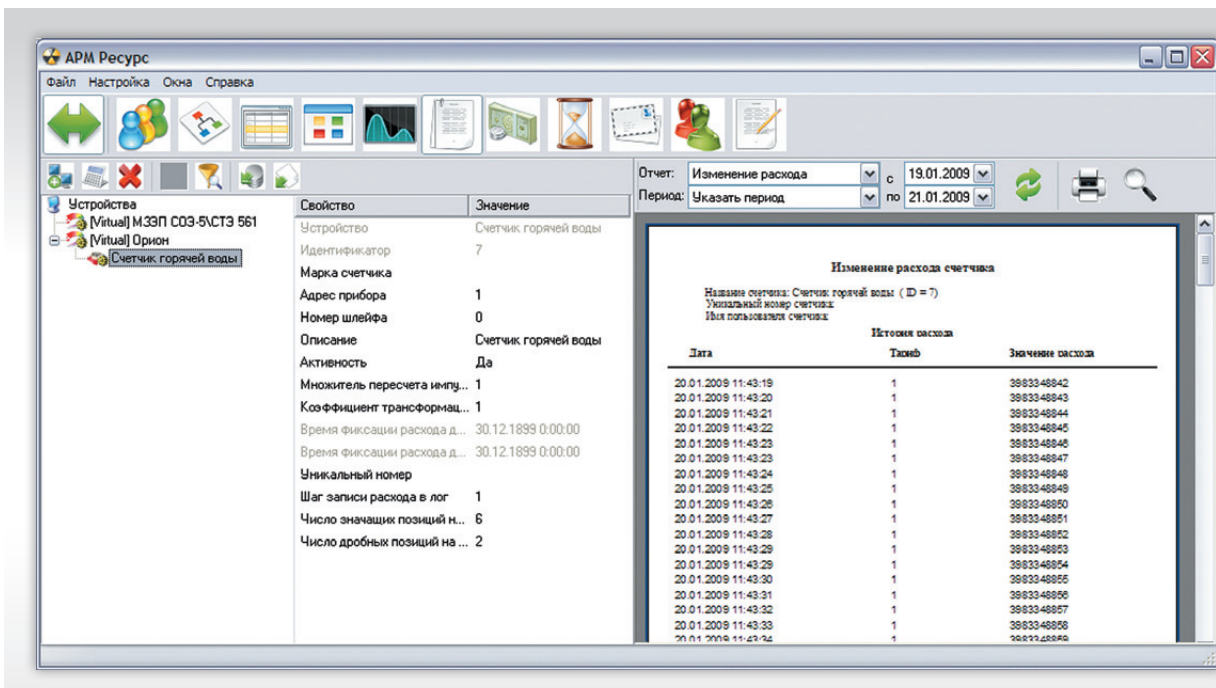 АРМ Ресурс
Файл Настройка Окна Справка
Отчет: Изменение расхода с 19.01.2009
Период: Указать период по 21.01.2009
Устройства
[Virtual] МЗЭП СОЭ-5\СТЭ 561
[Virtual] Орион
Счетчик горячей воды
Свойство Значение
Устройство Счетчик горячей воды
Идентификатор 7
Марка счетчика
Адрес прибора 1
Номер шлейфа 0
Описание Счетчик горячей воды
Активность Да
Множитель пересчета импу... 1
Коэффициент трансформац... 1
Время фиксации расхода д... 30.12.1899 0:00:00
Время фиксации расхода д... 30.12.1899 0:00:00
Уникальный номер
Шаг записи расхода в лог 1
Число значащих позиций н... 6
Число дробных позиций на ... 2
Изменение расхода счетчика
Название счетчика: Счетчик горячей воды ( ID = 7)
Уникальный номер счетчика:
Имя пользователя счетчика:
История расхода
Дата Тариф Значение расхода
20.01.2009 11:43:19 1 3983348842
20.01.2009 11:43:20 1 3983348843
20.01.2009 11:43:21 1 3983348844
20.01.2009 11:43:22 1 3983348845
20.01.2009 11:43:23 1 3983348846
20.01.2009 11:43:23 1 3983348847
20.01.2009 11:43:24 1 3983348848
20.01.2009 11:43:25 1 3983348849
20.01.2009 11:43:26 1 3983348850
20.01.2009 11:43:27 1 3983348851
20.01.2009 11:43:28 1 3983348852
20.01.2009 11:43:29 1 3983348853
20.01.2009 11:43:29 1 3983348854
20.01.2009 11:43:30 1 3983348855
20.01.2009 11:43:31 1 3983348856
20.01.2009 11:43:32 1 3983348857
20.01.2009 11:43:33 1 3983348858
20.01.2009 11:43:34 1 3983348859